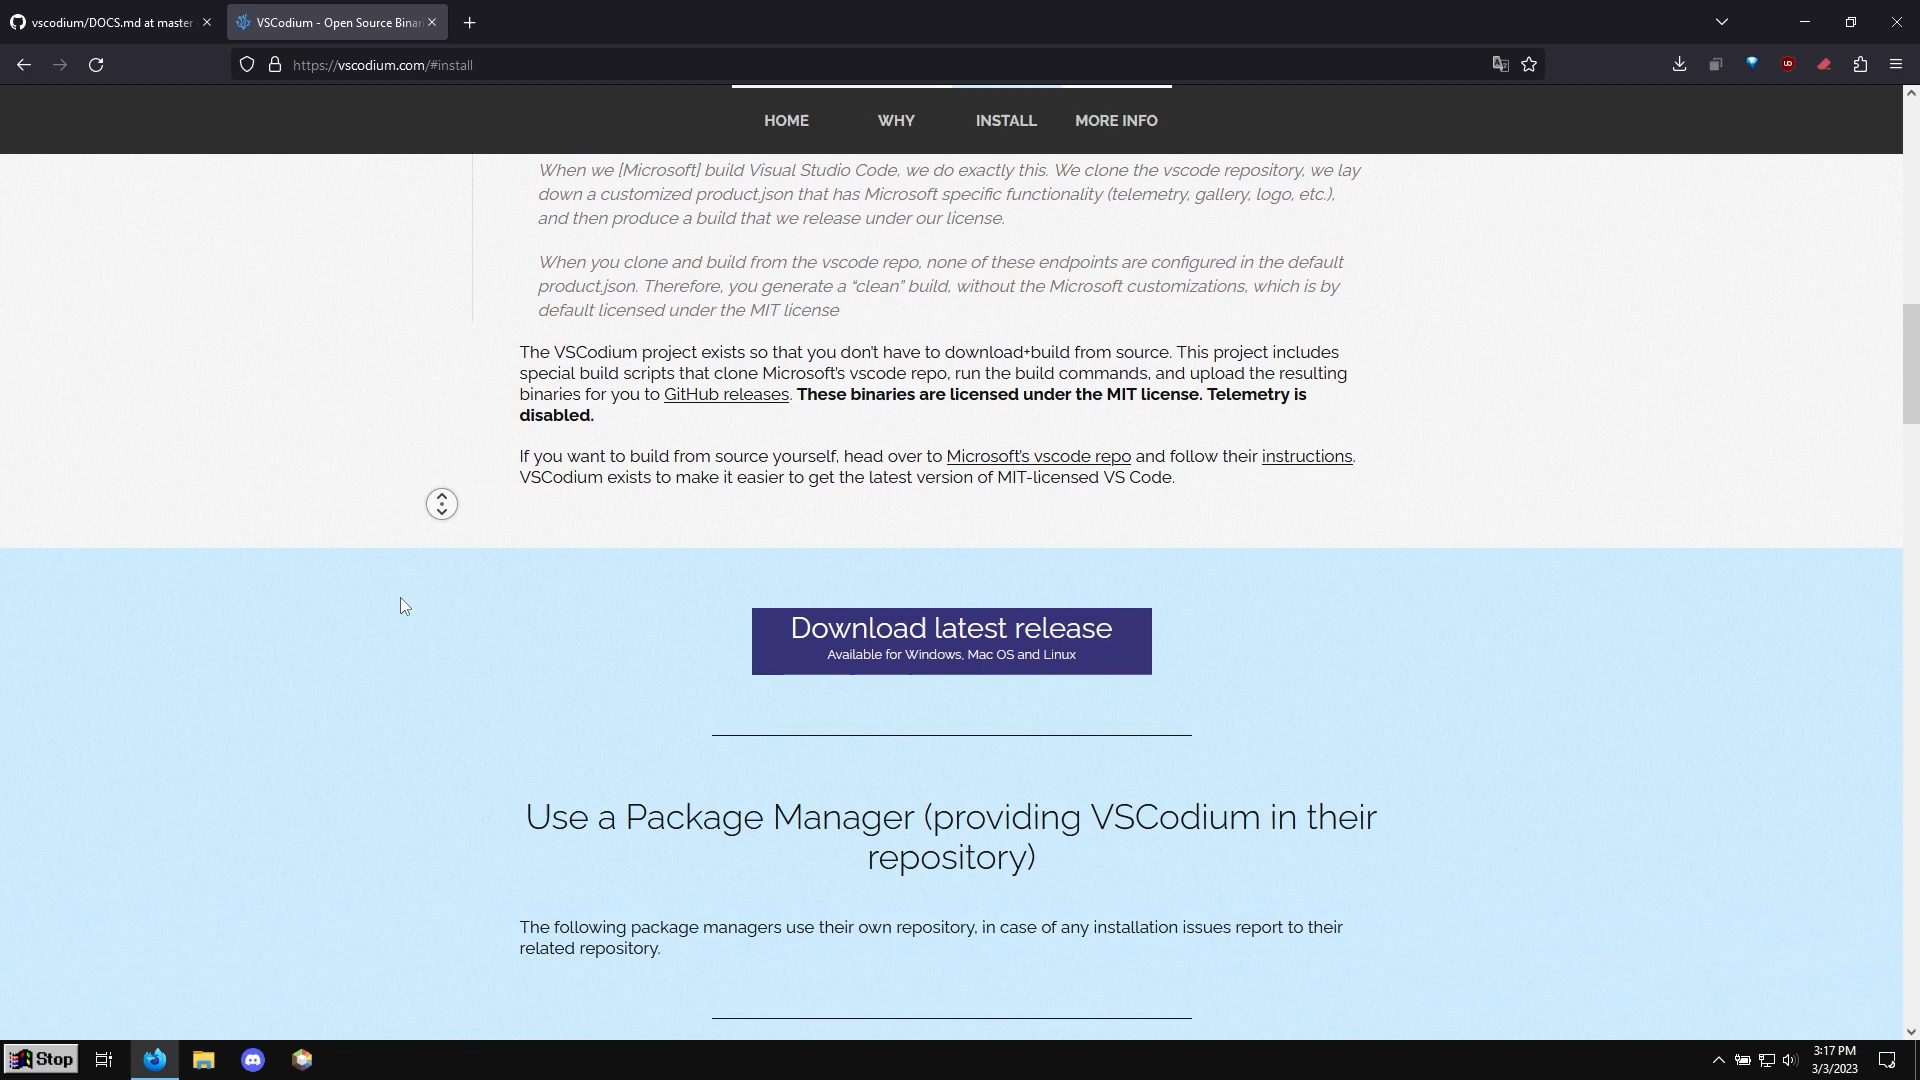 vscodium/DOCS.md at master
VSCodium - Open Source Binar
https://vscodium.com/#install
HOME
WHY
INSTALL
MORE INFO
When we [Microsoft] build Visual Studio Code, we do exactly this. We clone the vscode repository, we lay
down a customized product.json that has Microsoft specific functionality (telemetry, gallery, logo, etc.),
and then produce a build that we release under our license.
When you clone and build from the vscode repo, none of these endpoints are configured in the default
product.json. Therefore, you generate a “clean” build, without the Microsoft customizations, which is by
default licensed under the MIT license
The VSCodium project exists so that you don’t have to download+build from source. This project includes
special build scripts that clone Microsoft’s vscode repo, run the build commands, and upload the resulting
binaries for you to GitHub releases. These binaries are licensed under the MIT license. Telemetry is
disabled.
If you want to build from source yourself, head over to Microsoft’s vscode repo and follow their instructions.
VSCodium exists to make it easier to get the latest version of MIT-licensed VS Code.
Download latest release
Available for Windows, Mac OS and Linux
Use a Package Manager (providing VSCodium in their
repository)
The following package managers use their own repository, in case of any installation issues report to their
related repository.
Stop
3:17 PM
3/3/2023